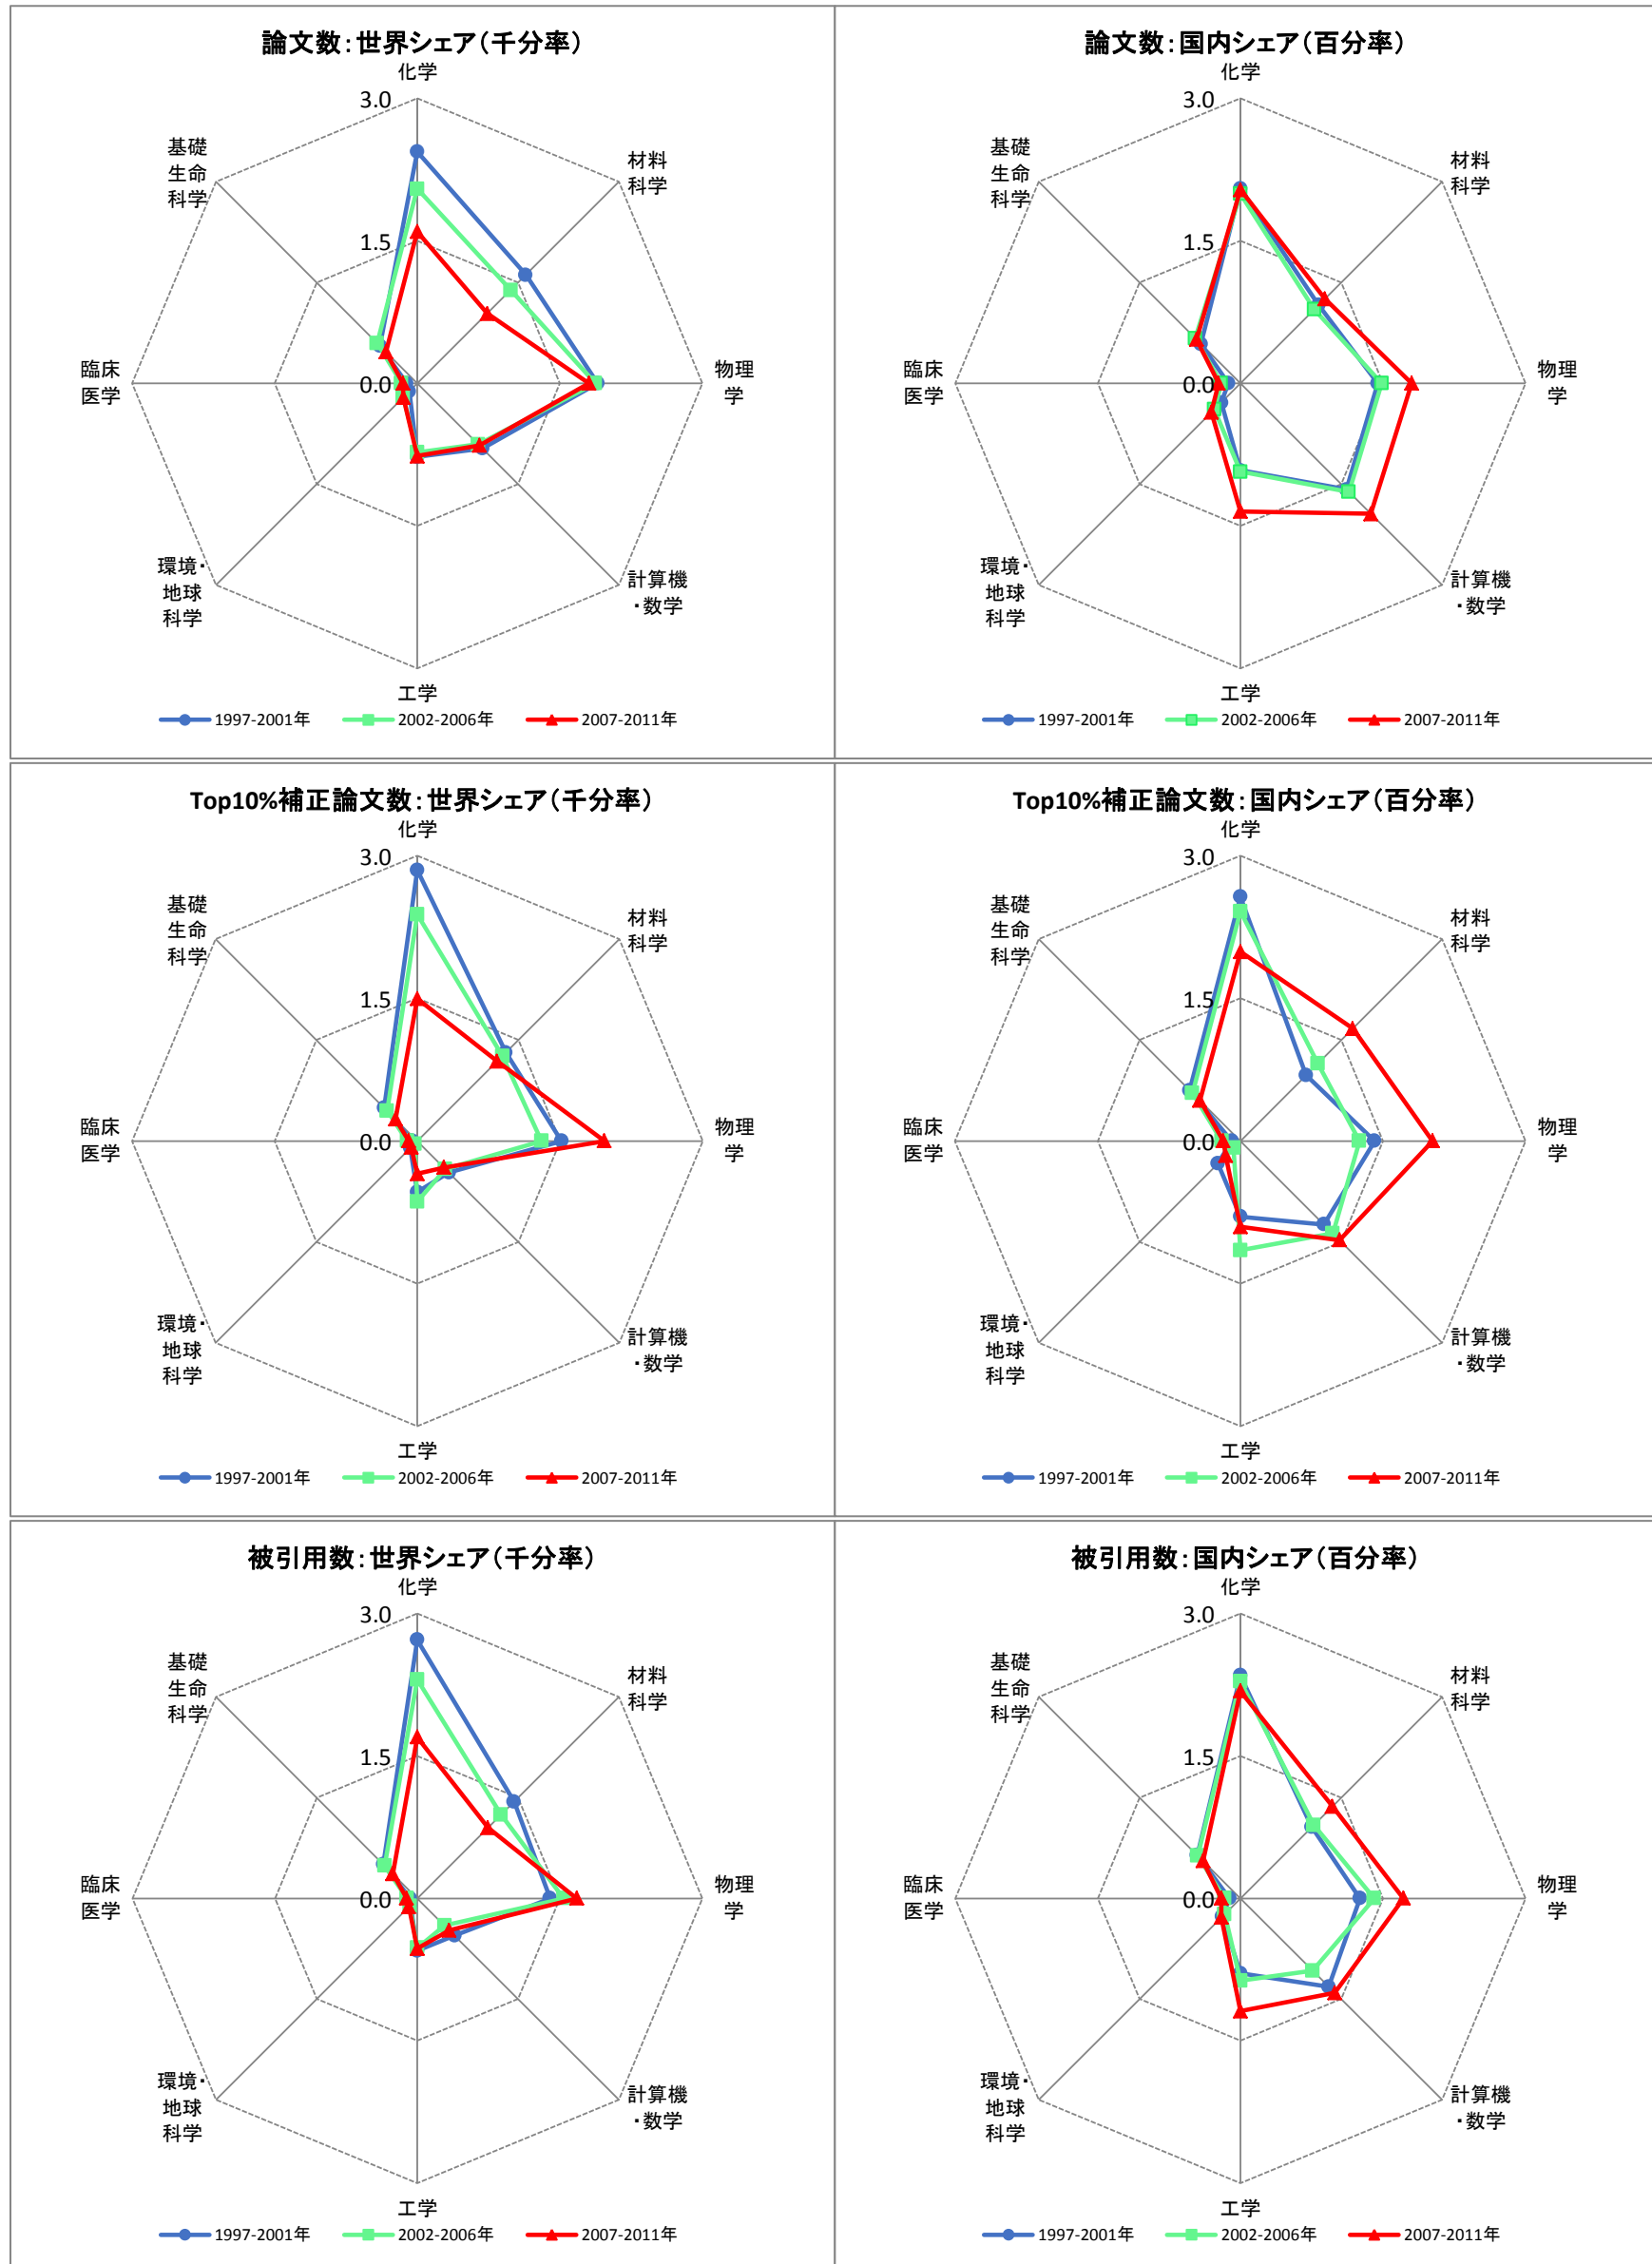 論文数：世界シェア（千分率）
化学
3.0
基礎
生命
科学
材料
科学
1.5
臨床
医学
0.0
物理
学
環境・
地球
科学
計算機
・数学
工学
1997-2001年 2002-2006年 2007-2011年
論文数：国内シェア（百分率）
化学
3.0
基礎
生命
科学
材料
科学
1.5
臨床
医学
0.0
物理
学
環境・
地球
科学
計算機
・数学
工学
1997-2001年 2002-2006年 2007-2011年
Top10%補正論文数：世界シェア（千分率）
化学
3.0
基礎
生命
科学
材料
科学
1.5
臨床
医学
0.0
物理
学
環境・
地球
科学
計算機
・数学
工学
1997-2001年 2002-2006年 2007-2011年
Top10%補正論文数：国内シェア（百分率）
化学
3.0
基礎
生命
科学
材料
科学
1.5
臨床
医学
0.0
物理
学
環境・
地球
科学
計算機
・数学
工学
1997-2001年 2002-2006年 2007-2011年
被引用数：世界シェア（千分率）
化学
3.0
基礎
生命
科学
材料
科学
1.5
臨床
医学
0.0
物理
学
環境・
地球
科学
計算機
・数学
工学
1997-2001年 2002-2006年 2007-2011年
被引用数：国内シェア（百分率）
化学
3.0
基礎
生命
科学
材料
科学
1.5
臨床
医学
0.0
物理
学
環境・
地球
科学
計算機
・数学
工学
1997-2001年 2002-2006年 2007-2011年